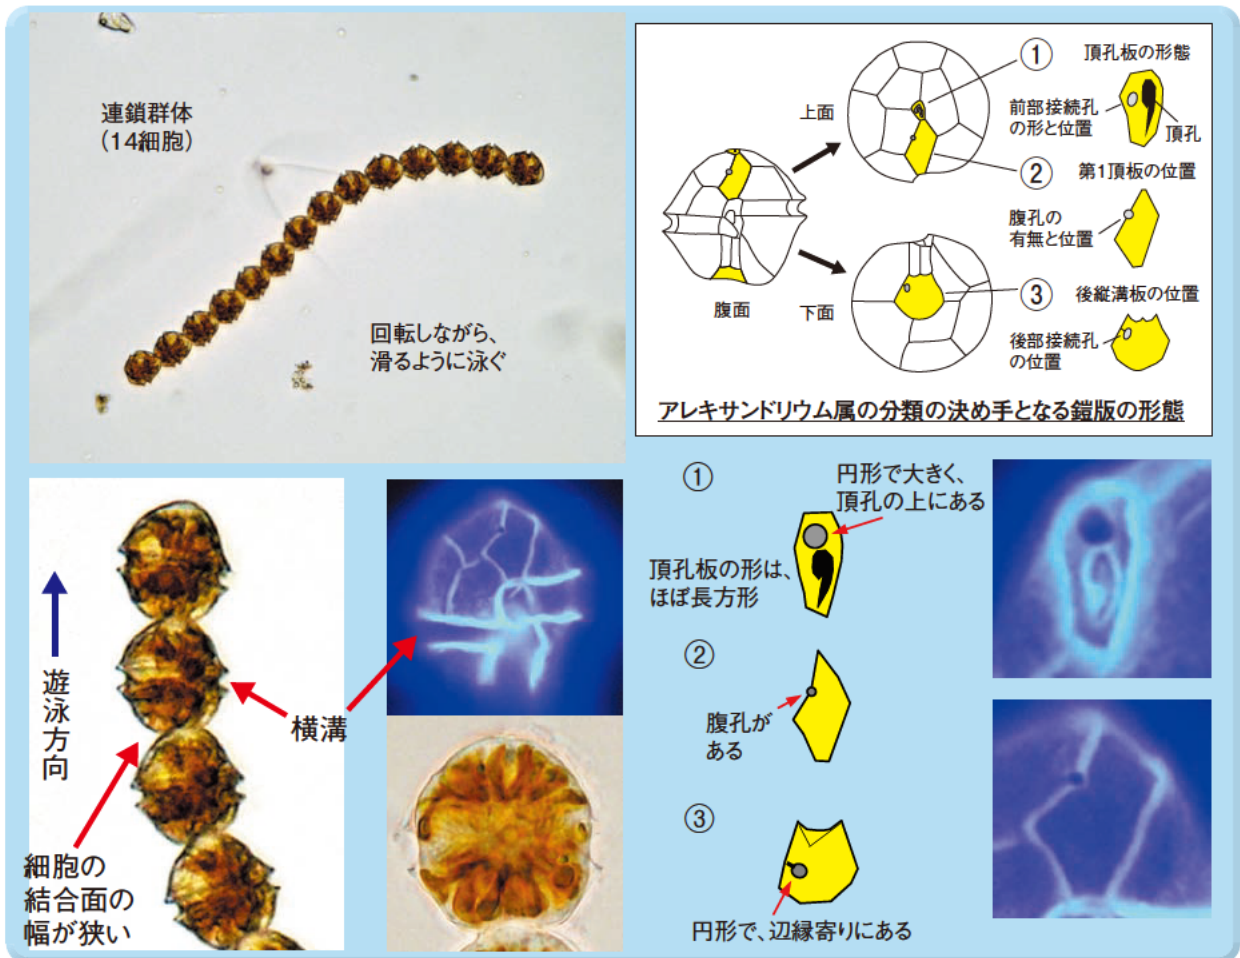 連鎖群体
(14細胞)
回転しながら、
滑るように泳ぐ
①
頂孔板の形態
上面
前部接続孔
の形と位置
頂孔
②
第1頂板の位置
腹孔の
有無と位置
腹面
下面
③
後縦溝板の位置
後部接続孔
の位置
アレキサンドリウム属の分類の決め手となる鎧版の形態
遊泳方向
横溝
細胞の
結合面の
幅が狭い
①
円形で大きく、
頂孔の上にある
頂孔板の形は、
ほぼ長方形
②
腹孔が
ある
③
円形で、辺縁寄りにある